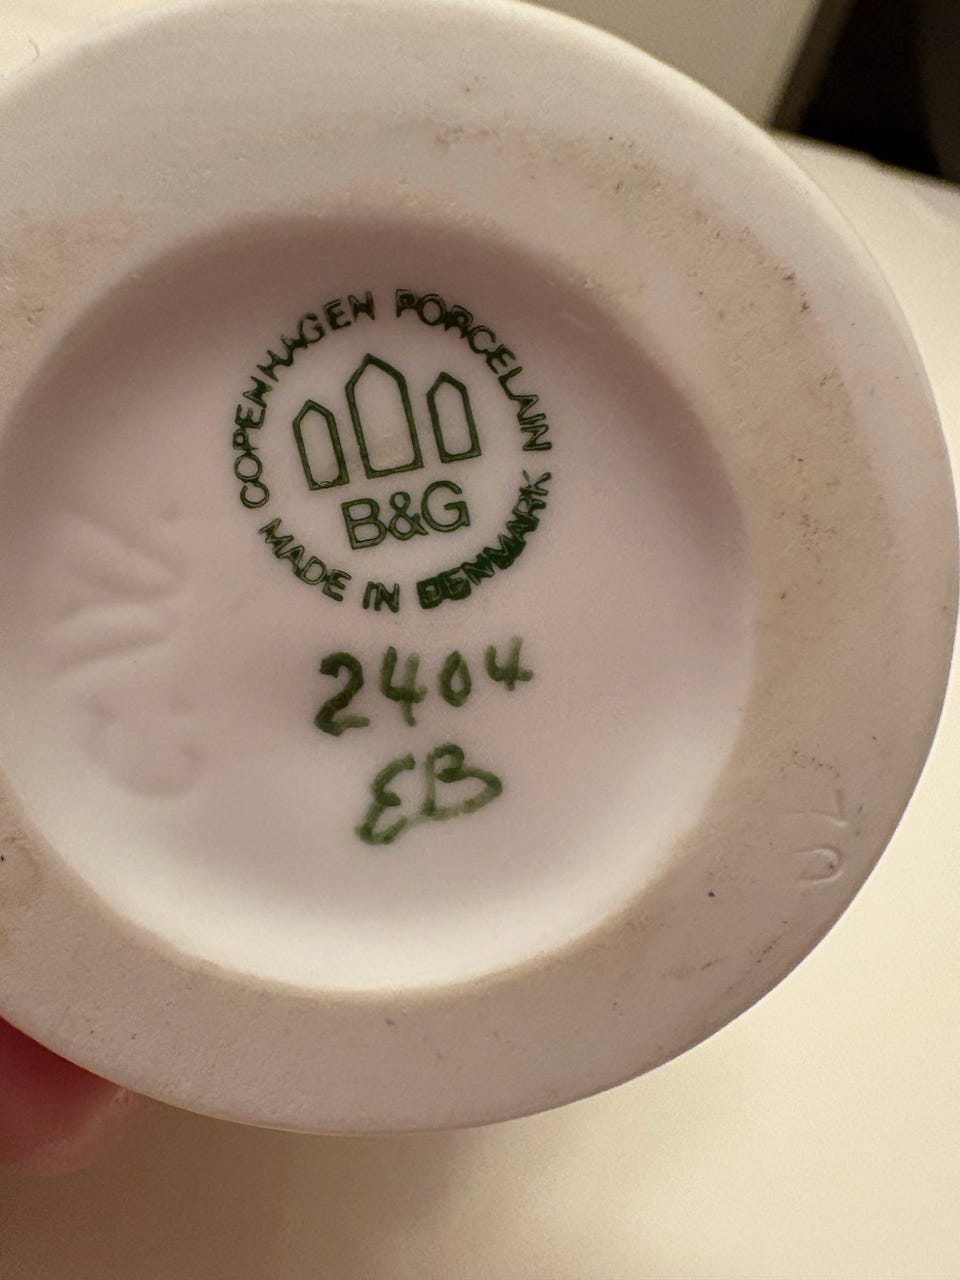 COPENHAGEN PORCELAIN
B&G
MADE IN DENMARK
2404
EB